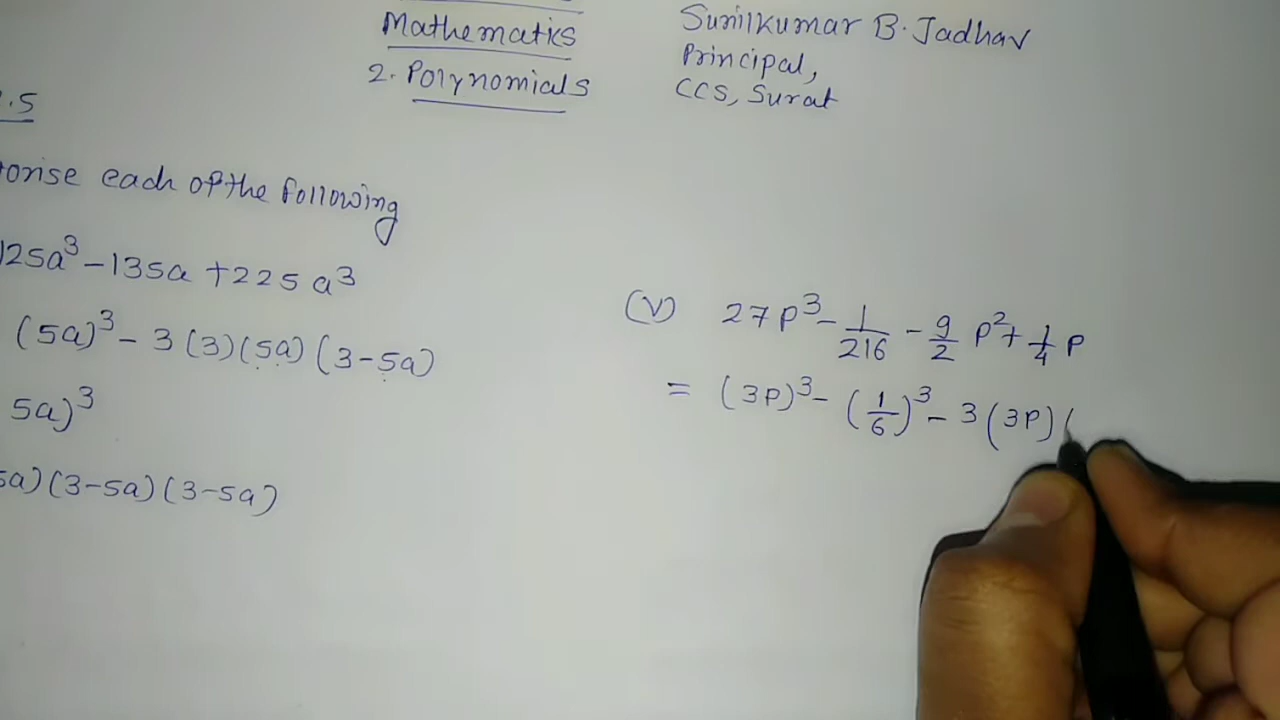 Mathematics
2. Polynomials
Sunilkumar B. Jadhav
Principal,
CCS, Surat
.5
torise each of the following
125a³ - 135a + 225a³
(5a)³ - 3(3)(5a)(3-5a)
5a)³
5a)(3-5a)(3-5a)
(V) 27p³ - 1/216 - 9/2 p² + 1/4 p
= (3p)³ - (1/6)³ - 3(3p)(